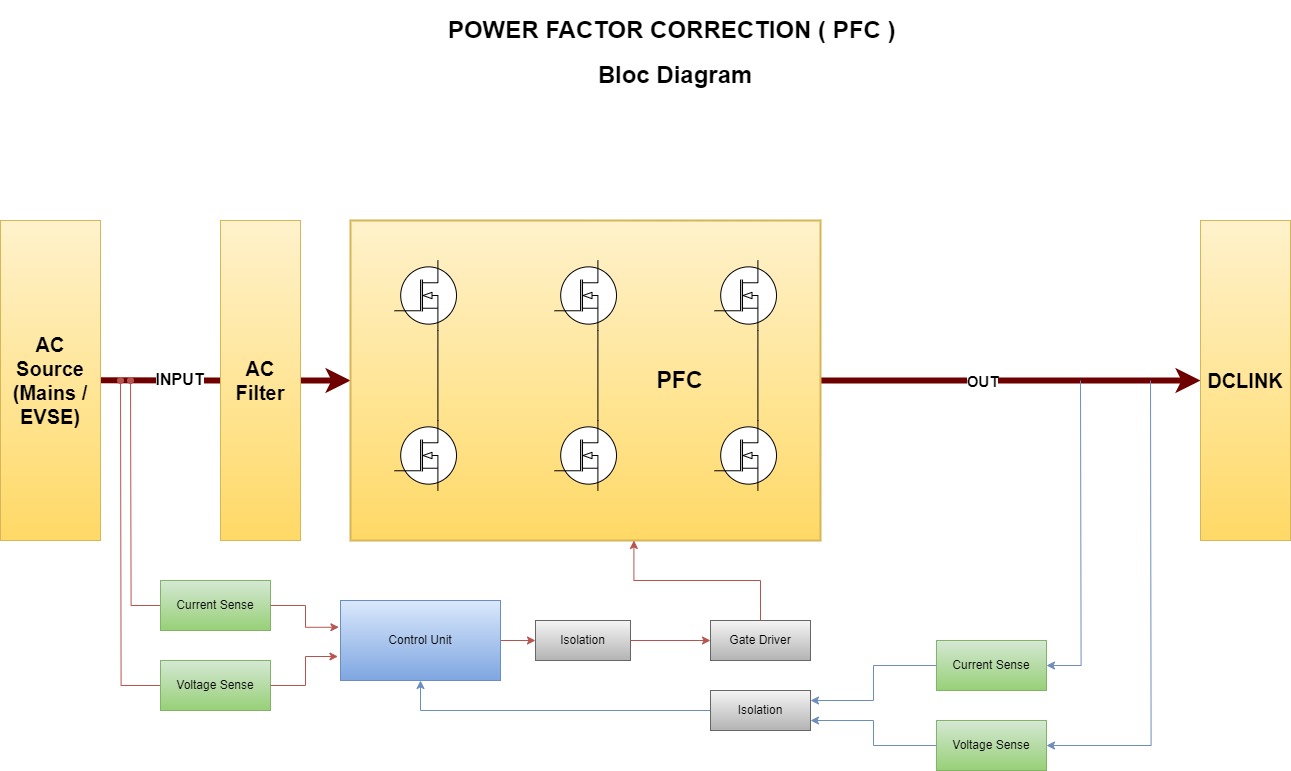 POWER FACTOR CORRECTION ( PFC )
Bloc Diagram
AC
Source
(Mains /
EVSE)
INPUT
AC
Filter
PFC
OUT
DCLINK
Current Sense
Voltage Sense
Control Unit
Isolation
Gate Driver
Isolation
Current Sense
Voltage Sense